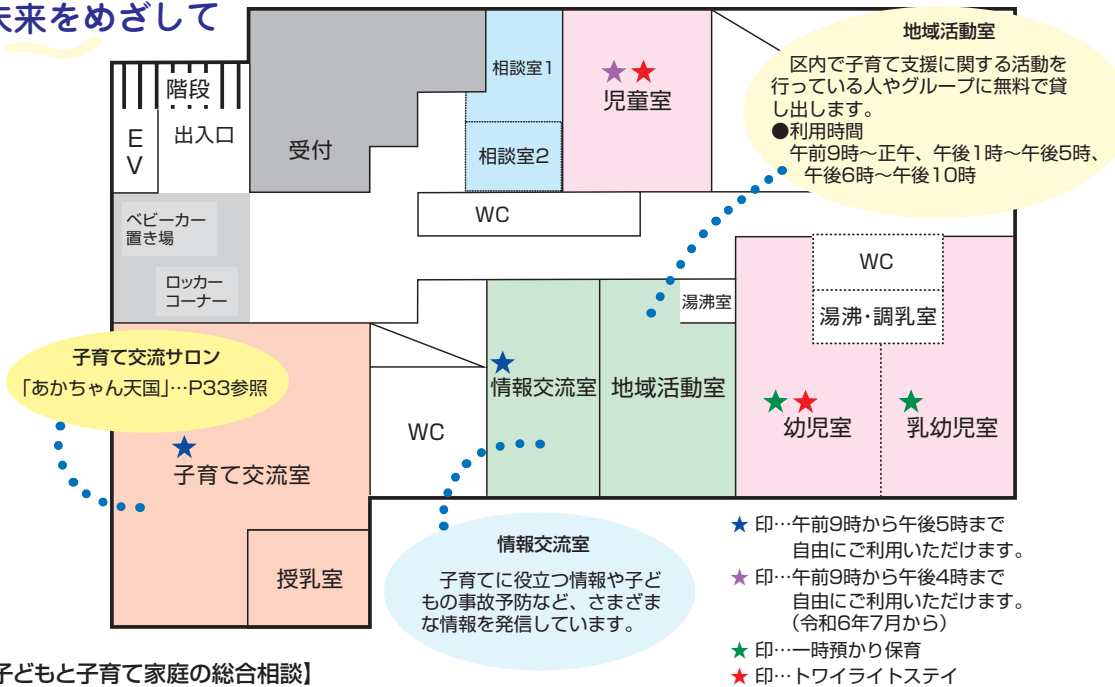 未来をめざして
階段
EV
出入口
受付
相談室1
相談室2
★★
児童室
地域活動室
区内で子育て支援に関する活動を
行っている人やグループに無料で貸
し出します。
●利用時間
午前9時〜正午、午後1時〜午後5時、
午後6時〜午後10時
ベビーカー
置き場
ロッカー
コーナー
WC
WC
湯沸・調乳室
湯沸室
子育て交流サロン
「あかちゃん天国」…P33参照
★
子育て交流室
授乳室
WC
★
情報交流室
地域活動室
★★
幼児室
★
乳幼児室
情報交流室
子育てに役立つ情報や子ど
もの事故予防など、さまざま
な情報を発信しています。
★印…午前9時から午後5時まで
自由にご利用いただけます。
★印…午前9時から午後4時まで
自由にご利用いただけます。
（令和6年7月から）
★印…一時預かり保育
★印…トワイライトステイ
子どもと子育て家庭の総合相談】